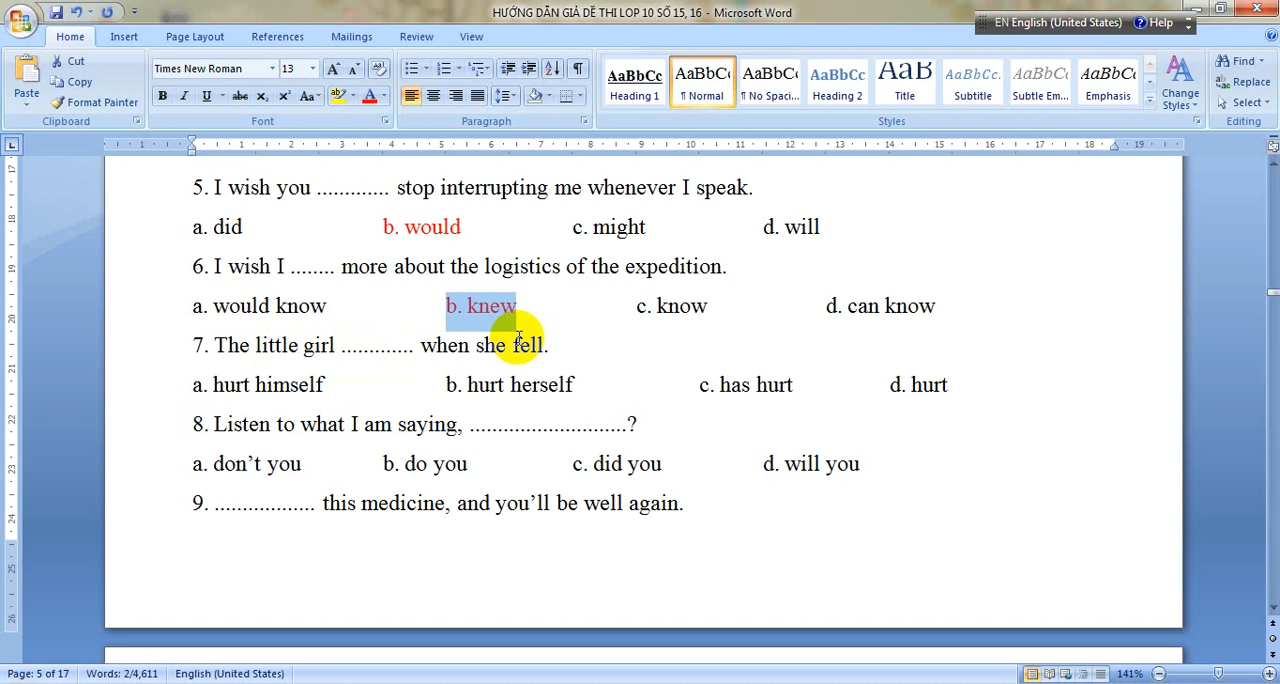 HƯỚNG DẪN GIẢ DỀ THI LOP 10 SỐ 15, 16 - Microsoft Word
EN English (United States) Help
Home Insert Page Layout References Mailings Review View
Paste
Cut
Copy
Format Painter
Clipboard
Times New Roman 13
Font
Paragraph
AaBbCc AaBbCc AaBbCc AaBbCc AaB AaBbCc. AaBbCc AaBbCc
Heading 1 ¶ Normal ¶ No Spaci... Heading 2 Title Subtitle Subtle Em... Emphasis
Change Styles
Styles
Find
Replace
Select
Editing
5. I wish you ............. stop interrupting me whenever I speak.
a. did b. would c. might d. will
6. I wish I ........ more about the logistics of the expedition.
a. would know b. knew c. know d. can know
7. The little girl ............. when she fell.
a. hurt himself b. hurt herself c. has hurt d. hurt
8. Listen to what I am saying, ............................?
a. don’t you b. do you c. did you d. will you
9. .................. this medicine, and you’ll be well again.
Page: 5 of 17 Words: 2/4,611 English (United States) 141%